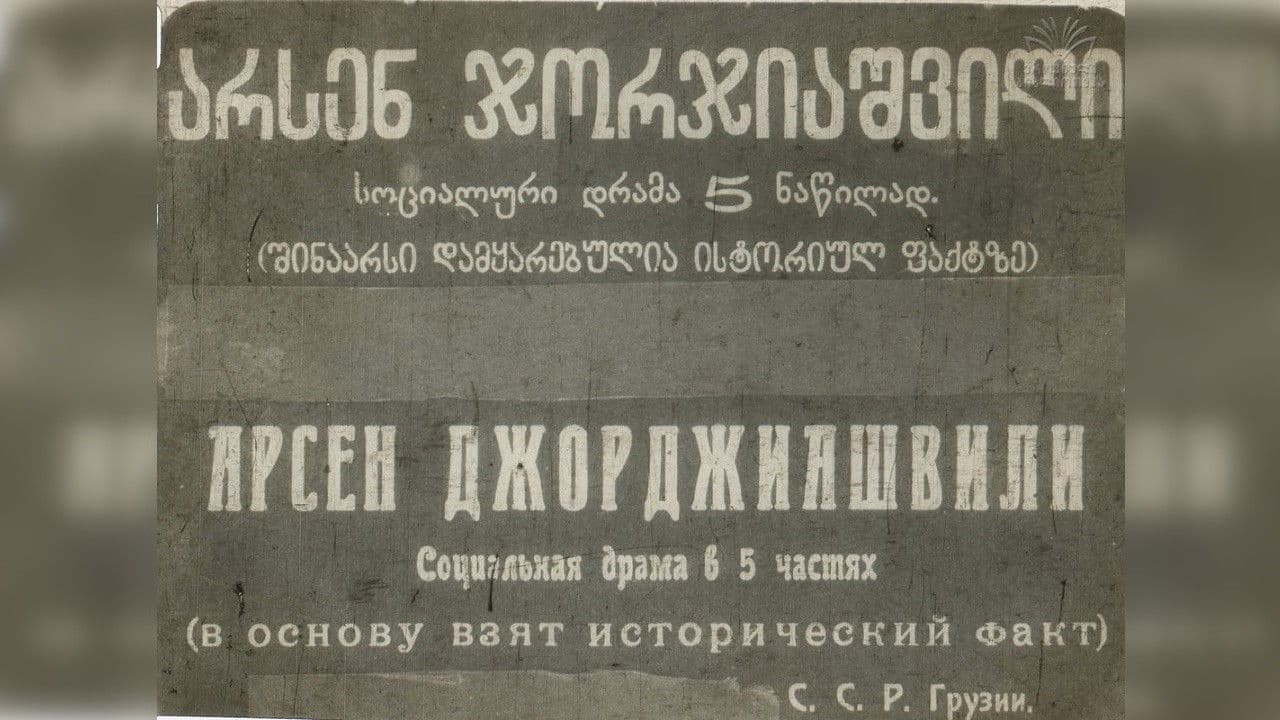 არსენ ჯორჯიაშვილი
სოციალური დრამა 5 ნაწილად.
(შინაარსი დამყარებულია ისტორიულ ფაქტზე)
АРСЕН ДЖОРДЖИАШВИЛИ
Социальная драма в 5 частях
(в основу взят исторический факт)
С. С. Р. Грузии.